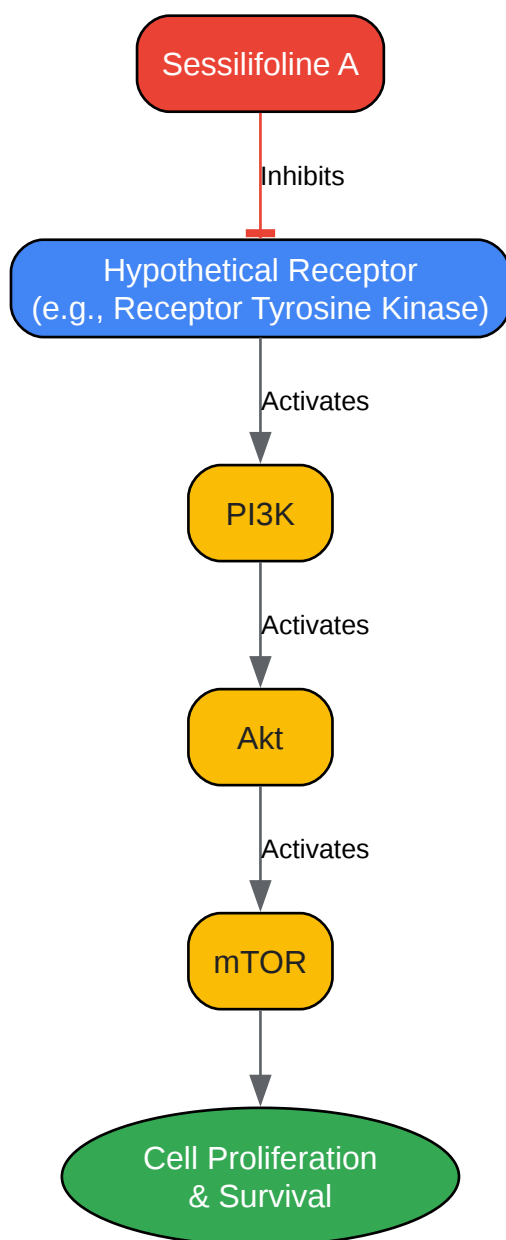 Sessilifoline A
Inhibits
Hypothetical Receptor
(e.g., Receptor Tyrosine Kinase)
Activates
PI3K
Activates
Akt
Activates
mTOR
Cell Proliferation
& Survival